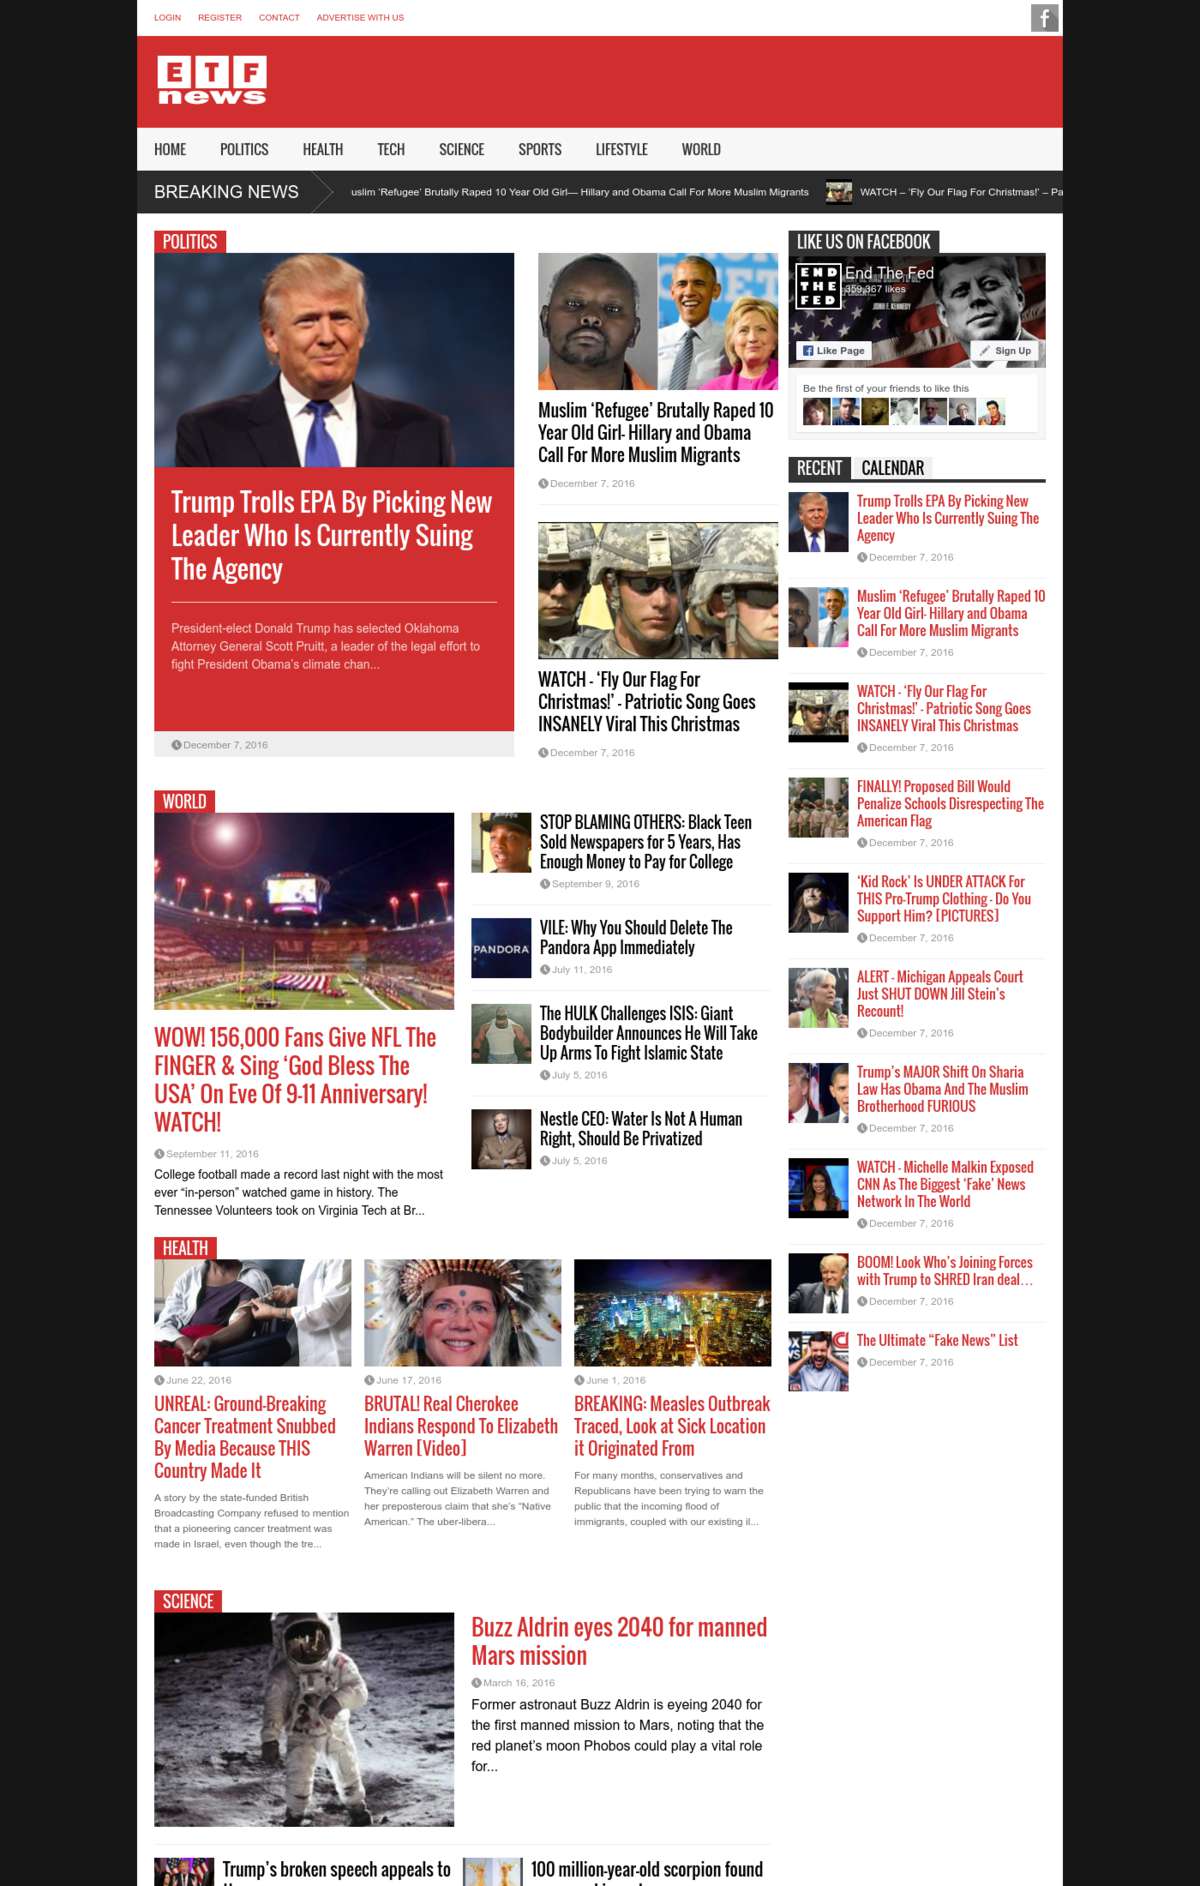 LOGIN REGISTER CONTACT ADVERTISE WITH US
f
ETF
news
HOME POLITICS HEALTH TECH SCIENCE SPORTS LIFESTYLE WORLD
BREAKING NEWS
uslim ‘Refugee’ Brutally Raped 10 Year Old Girl— Hillary and Obama Call For More Muslim Migrants
WATCH – ‘Fly Our Flag For Christmas!’ – Pa
POLITICS
Trump Trolls EPA By Picking New
Leader Who Is Currently Suing
The Agency
President-elect Donald Trump has selected Oklahoma
Attorney General Scott Pruitt, a leader of the legal effort to
fight President Obama’s climate chan...
December 7, 2016
Muslim ‘Refugee’ Brutally Raped 10
Year Old Girl- Hillary and Obama
Call For More Muslim Migrants
December 7, 2016
WATCH - ‘Fly Our Flag For
Christmas!’ - Patriotic Song Goes
INSANELY Viral This Christmas
December 7, 2016
WORLD
WOW! 156,000 Fans Give NFL The
FINGER & Sing ‘God Bless The
USA’ On Eve Of 9-11 Anniversary!
WATCH!
September 11, 2016
College football made a record last night with the most
ever “in-person” watched game in history. The
Tennessee Volunteers took on Virginia Tech at Br...
STOP BLAMING OTHERS: Black Teen
Sold Newspapers for 5 Years, Has
Enough Money to Pay for College
September 9, 2016
PANDORA
VILE: Why You Should Delete The
Pandora App Immediately
July 11, 2016
The HULK Challenges ISIS: Giant
Bodybuilder Announces He Will Take
Up Arms To Fight Islamic State
July 5, 2016
Nestle CEO: Water Is Not A Human
Right, Should Be Privatized
July 5, 2016
HEALTH
June 22, 2016
UNREAL: Ground-Breaking
Cancer Treatment Snubbed
By Media Because THIS
Country Made It
A story by the state-funded British
Broadcasting Company refused to mention
that a pioneering cancer treatment was
made in Israel, even though the tre...
June 17, 2016
BRUTAL! Real Cherokee
Indians Respond To Elizabeth
Warren [Video]
American Indians will be silent no more.
They’re calling out Elizabeth Warren and
her preposterous claim that she’s “Native
American.” The uber-libera...
June 1, 2016
BREAKING: Measles Outbreak
Traced, Look at Sick Location
it Originated From
For many months, conservatives and
Republicans have been trying to warn the
public that the incoming flood of
immigrants, coupled with our existing il...
SCIENCE
Buzz Aldrin eyes 2040 for manned
Mars mission
March 16, 2016
Former astronaut Buzz Aldrin is eyeing 2040 for
the first manned mission to Mars, noting that the
red planet’s moon Phobos could play a vital role
for...
Trump’s broken speech appeals to
100 million-year-old scorpion found
LIKE US ON FACEBOOK
END
THE
FED
End The Fed
359,367 likes
JOHN F. KENNEDY
Like Page
Sign Up
Be the first of your friends to like this
RECENT CALENDAR
Trump Trolls EPA By Picking New
Leader Who Is Currently Suing The
Agency
December 7, 2016
Muslim ‘Refugee’ Brutally Raped 10
Year Old Girl- Hillary and Obama
Call For More Muslim Migrants
December 7, 2016
WATCH - ‘Fly Our Flag For
Christmas!’ - Patriotic Song Goes
INSANELY Viral This Christmas
December 7, 2016
FINALLY! Proposed Bill Would
Penalize Schools Disrespecting The
American Flag
December 7, 2016
‘Kid Rock’ Is UNDER ATTACK For
THIS Pro-Trump Clothing - Do You
Support Him? [PICTURES]
December 7, 2016
ALERT - Michigan Appeals Court
Just SHUT DOWN Jill Stein’s
Recount!
December 7, 2016
Trump’s MAJOR Shift On Sharia
Law Has Obama And The Muslim
Brotherhood FURIOUS
December 7, 2016
WATCH - Michelle Malkin Exposed
CNN As The Biggest ‘Fake’ News
Network In The World
December 7, 2016
BOOM! Look Who’s Joining Forces
with Trump to SHRED Iran deal…
December 7, 2016
The Ultimate “Fake News” List
December 7, 2016